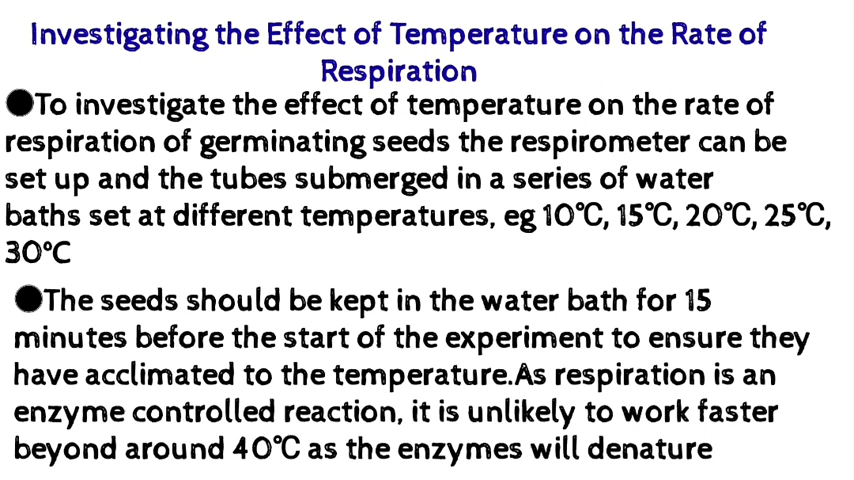 Investigating the Effect of Temperature on the Rate of
Respiration
●To investigate the effect of temperature on the rate of
respiration of germinating seeds the respirometer can be
set up and the tubes submerged in a series of water
baths set at different temperatures, eg 10°C, 15°C, 20°C, 25°C,
30°C
●The seeds should be kept in the water bath for 15
minutes before the start of the experiment to ensure they
have acclimated to the temperature.As respiration is an
enzyme controlled reaction, it is unlikely to work faster
beyond around 40°C as the enzymes will denature